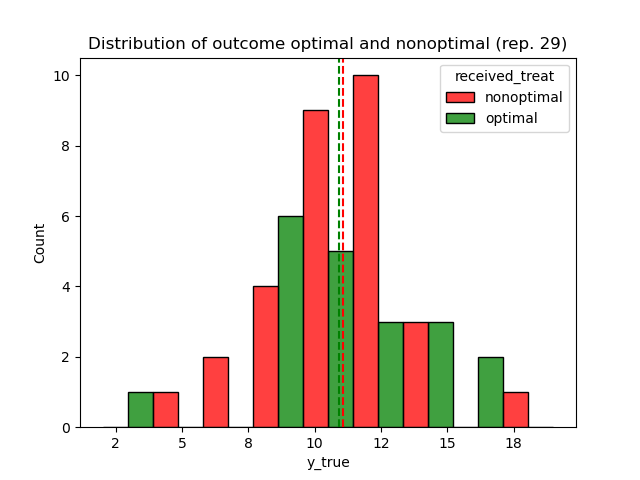 Distribution of outcome optimal and nonoptimal (rep. 29)
received_treat
nonoptimal
optimal
10
8
6
4
2
0
Count
2 5 8 10 12 15 18
y_true